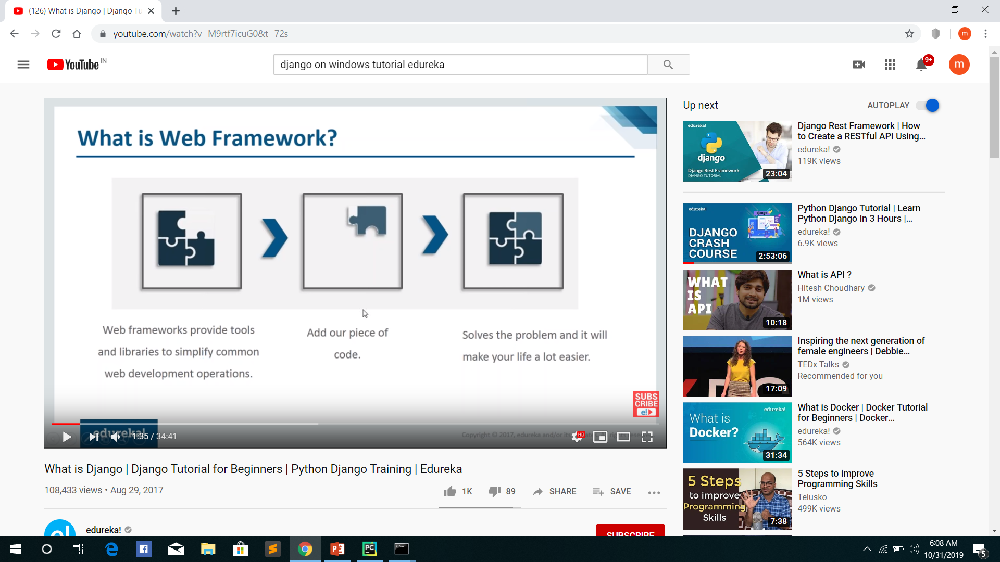 (126) What is Django | Django Tu
youtube.com/watch?v=M9rtf7icuG0&t=72s
m
YouTube IN
django on windows tutorial edureka
9+
m
What is Web Framework?
Web frameworks provide tools
and libraries to simplify common
web development operations.
Add our piece of
code.
Solves the problem and it will
make your life a lot easier.
SUBS
CRIBE
e!
edureka!
1:35 / 34:41
Copyright © 2017, edureka and/or its
HD
What is Django | Django Tutorial for Beginners | Python Django Training | Edureka
108,433 views • Aug 29, 2017
1K
89
SHARE
SAVE
edureka!
SUBSCRIBE
Up next
AUTOPLAY
edureka!
django
Django Rest Framework
DJANGO TUTORIAL
23:04
Django Rest Framework | How
to Create a RESTful API Using...
edureka!
119K views
edureka!
django
DJANGO
CRASH
COURSE
2:53:06
Python Django Tutorial | Learn
Python Django In 3 Hours |...
edureka!
6.9K views
WHAT
IS
API
10:18
What is API ?
Hitesh Choudhary
1M views
17:09
Inspiring the next generation of
female engineers | Debbie...
TEDx Talks
Recommended for you
edureka!
What is
Docker?
31:34
What is Docker | Docker Tutorial
for Beginners | Docker...
edureka!
564K views
5 Steps
to improve
Programming
Skills
7:38
5 Steps to improve
Programming Skills
Telusko
499K views
PC
6:08 AM
10/31/2019
5